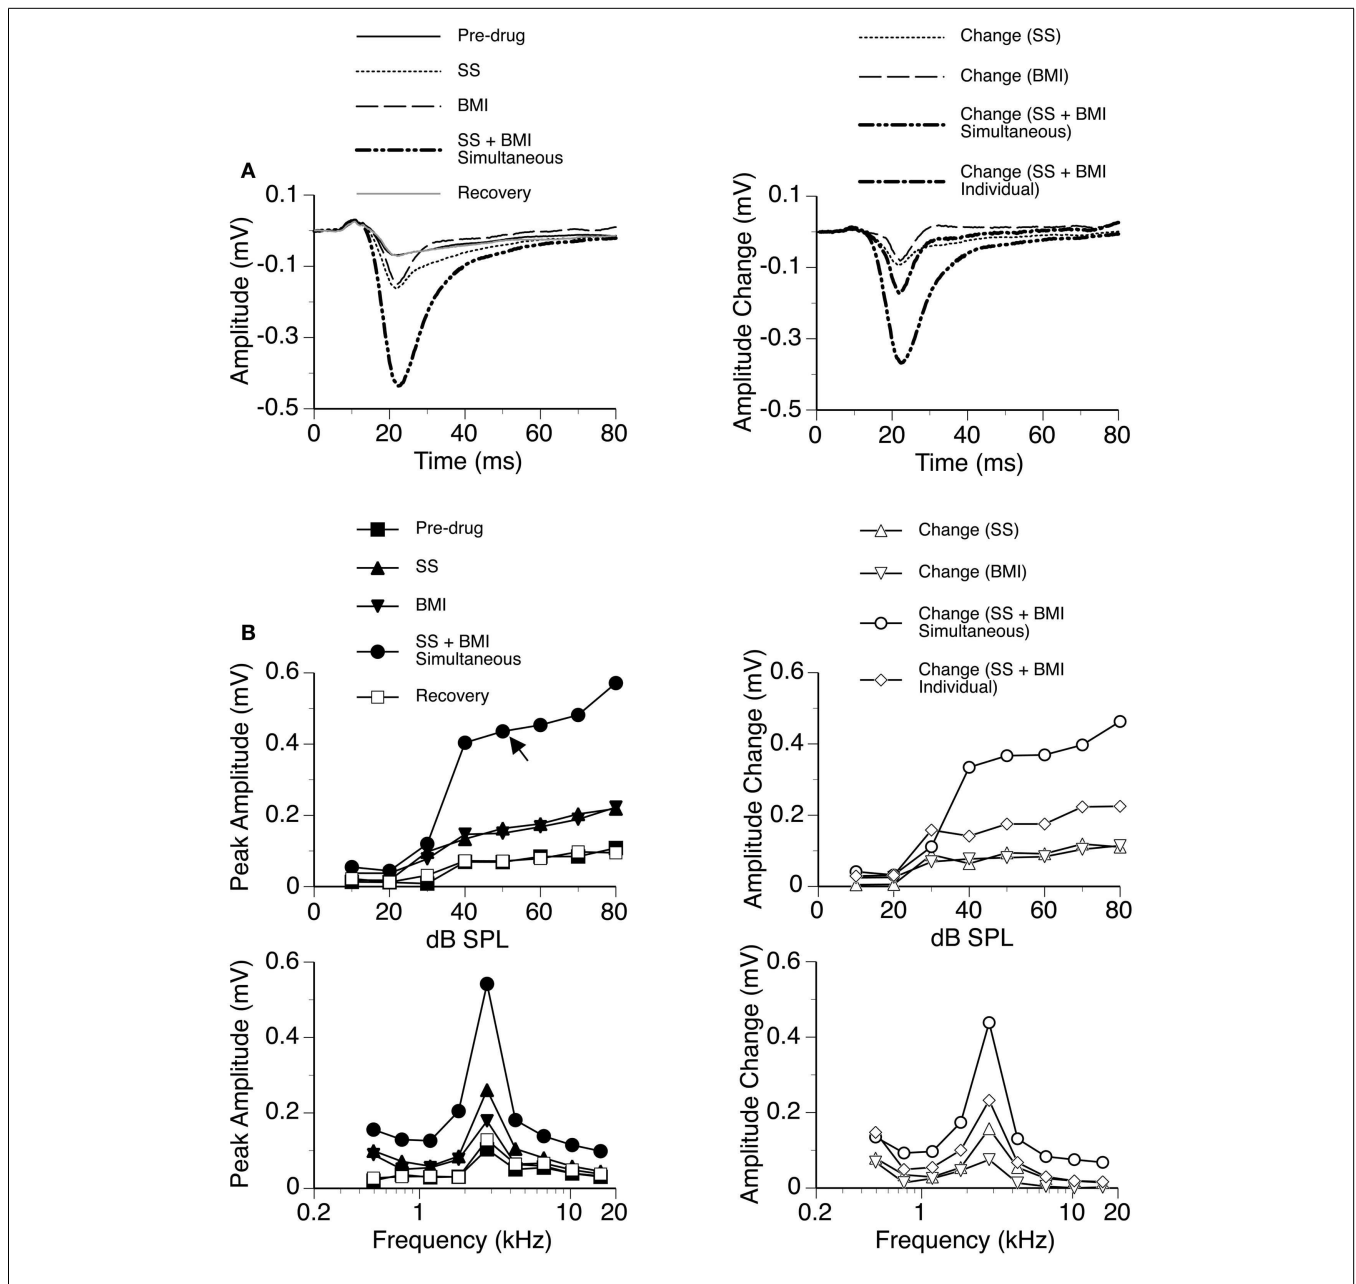 Pre-drug
SS
BMI
SS + BMI
Simultaneous
Recovery
Change (SS)
Change (BMI)
Change (SS + BMI
Simultaneous)
Change (SS + BMI
Individual)
A
Amplitude (mV)
0.1
-0.1
-0.3
-0.5
0 20 40 60 80
Time (ms)
Amplitude Change (mV)
0.1
-0.1
-0.3
-0.5
0 20 40 60 80
Time (ms)
Pre-drug
SS
BMI
SS + BMI
Simultaneous
Recovery
Change (SS)
Change (BMI)
Change (SS + BMI
Simultaneous)
Change (SS + BMI
Individual)
B
Peak Amplitude (mV)
0.6
0.4
0.2
0
0 20 40 60 80
dB SPL
Amplitude Change (mV)
0.6
0.4
0.2
0
0 20 40 60 80
dB SPL
Peak Amplitude (mV)
0.6
0.4
0.2
0
0.2 1 10 20
Frequency (kHz)
Amplitude Change (mV)
0.6
0.4
0.2
0
0.2 1 10 20
Frequency (kHz)